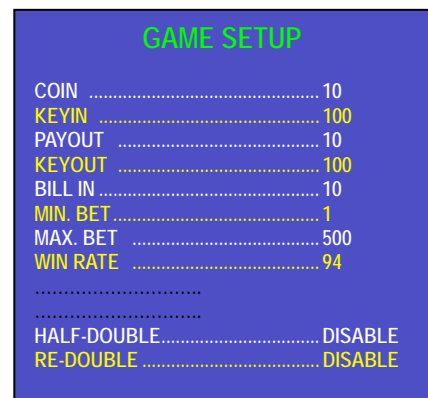 GAME SETUP
COIN ............................................ 10
KEYIN .......................................... 100
PAYOUT ....................................... 10
KEYOUT ....................................... 100
BILL IN .......................................... 10
MIN. BET ....................................... 1
MAX. BET .................................... 500
WIN RATE .................................... 94
.............................
.............................
HALF-DOUBLE .............................. DISABLE
RE-DOUBLE .................................. DISABLE